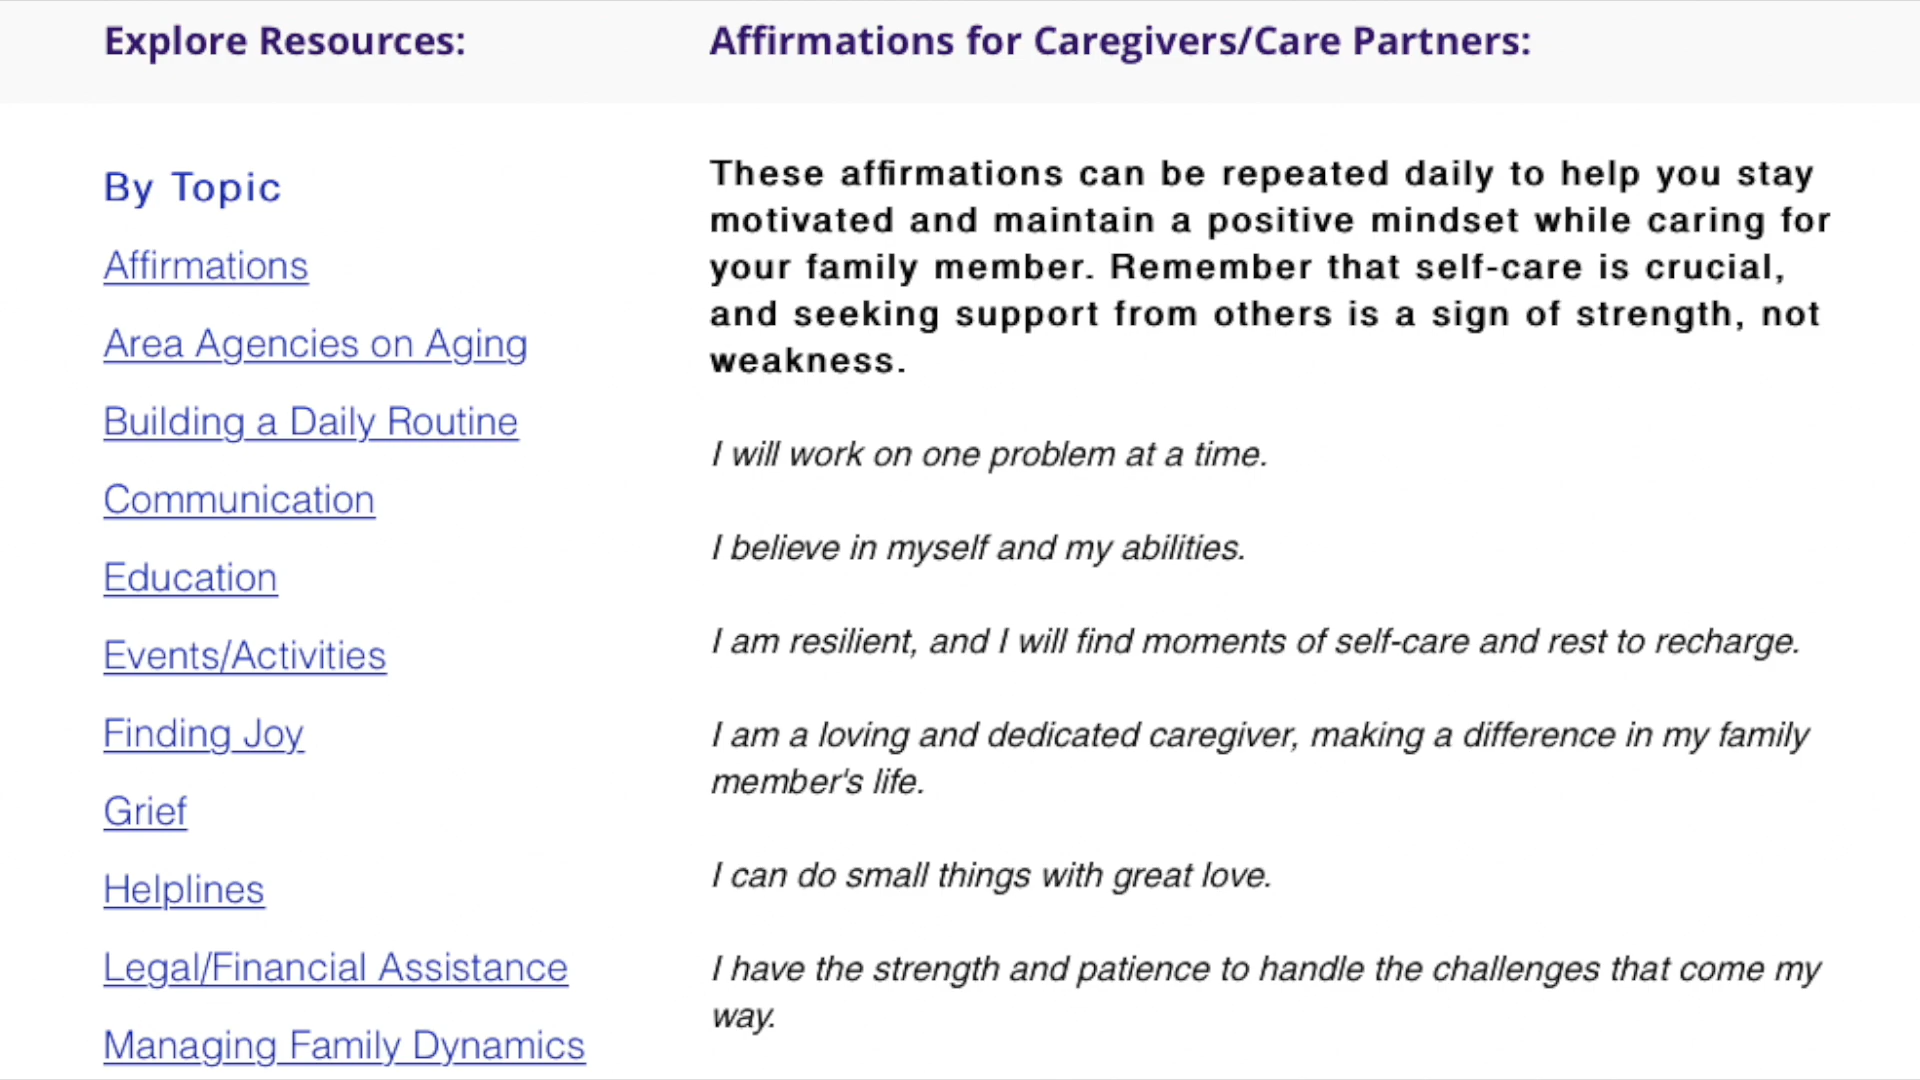 Explore Resources:
Affirmations for Caregivers/Care Partners:
By Topic
Affirmations
Area Agencies on Aging
Building a Daily Routine
Communication
Education
Events/Activities
Finding Joy
Grief
Helplines
Legal/Financial Assistance
Managing Family Dynamics
These affirmations can be repeated daily to help you stay
motivated and maintain a positive mindset while caring for
your family member. Remember that self-care is crucial,
and seeking support from others is a sign of strength, not
weakness.
I will work on one problem at a time.
I believe in myself and my abilities.
I am resilient, and I will find moments of self-care and rest to recharge.
I am a loving and dedicated caregiver, making a difference in my family
member's life.
I can do small things with great love.
I have the strength and patience to handle the challenges that come my
way.